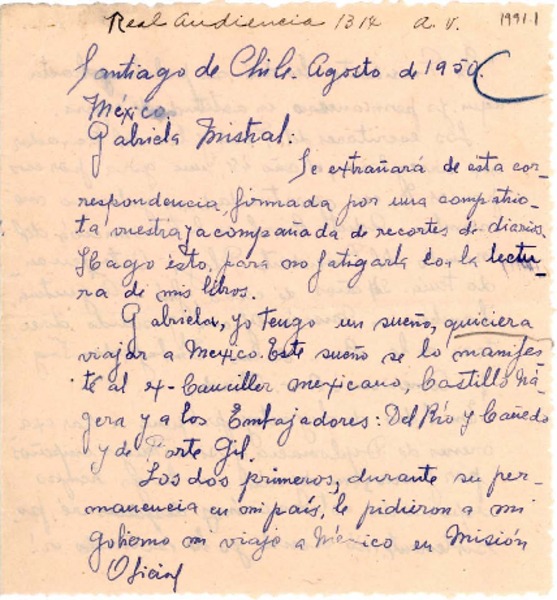 Real Audiencia 1314 a. v. 1991.1
Santiago de Chile. Agosto de 1950.
México.
Gabriela Mistral:
Se extrañará de esta cor-
respondencia, formada por una compatrio-
ta vuestra y acompañada de recortes de diarios.
Hago esto, para no fatigarla con la lectu-
ra de mis libros.
Gabriela, yo tengo un sueño, quiciera
viajar a México. Este sueño se lo manifes-
té al ex-Canciller mexicano, Castillo Ná-
gera y a los Embajadores: Del Río y Cañedo
y de Parte Gil.
Los dos primeros, durante su per-
manencia en mi país, le pidieron a mi
gobierno mi viaje a México en Misión
Oficial